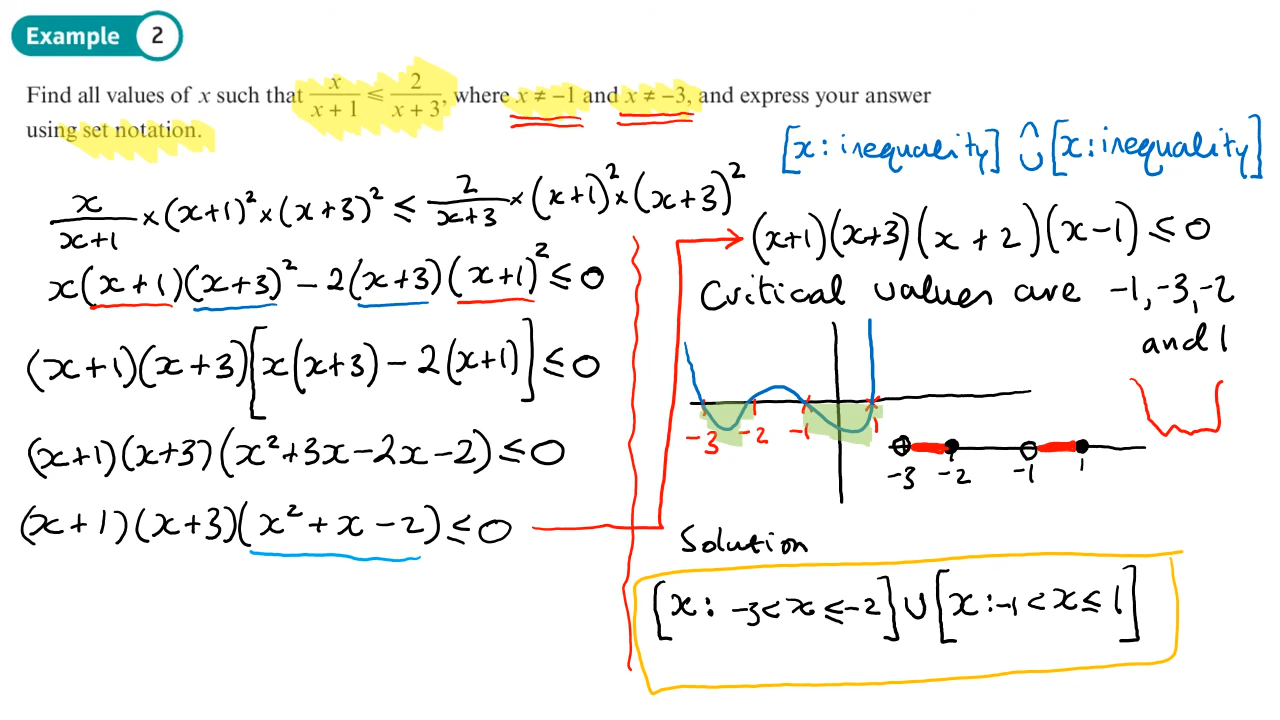 Example 2
Find all values of x such that x/(x + 1) ⩽ 2/(x + 3), where x ≠ −1 and x ≠ −3, and express your answer
using set notation.
[x : inequality] ∩ ∪ [x : inequality]
x/(x+1) × (x+1)² × (x+3)² ≤ 2/(x+3) × (x+1)² × (x+3)²
x(x+1)(x+3)² − 2(x+3)(x+1)² ≤ 0
(x+1)(x+3)[x(x+3) − 2(x+1)] ≤ 0
(x+1)(x+3)(x²+3x−2x−2) ≤ 0
(x+1)(x+3)(x²+x−2) ≤ 0
(x+1)(x+3)(x+2)(x−1) ≤ 0
Critical values are -1, -3, -2
and 1
-3 -2 -1 1
-3 -2 -1 1
Solution
[x : -3 < x ≤ -2] ∪ [x : -1 < x ≤ 1]